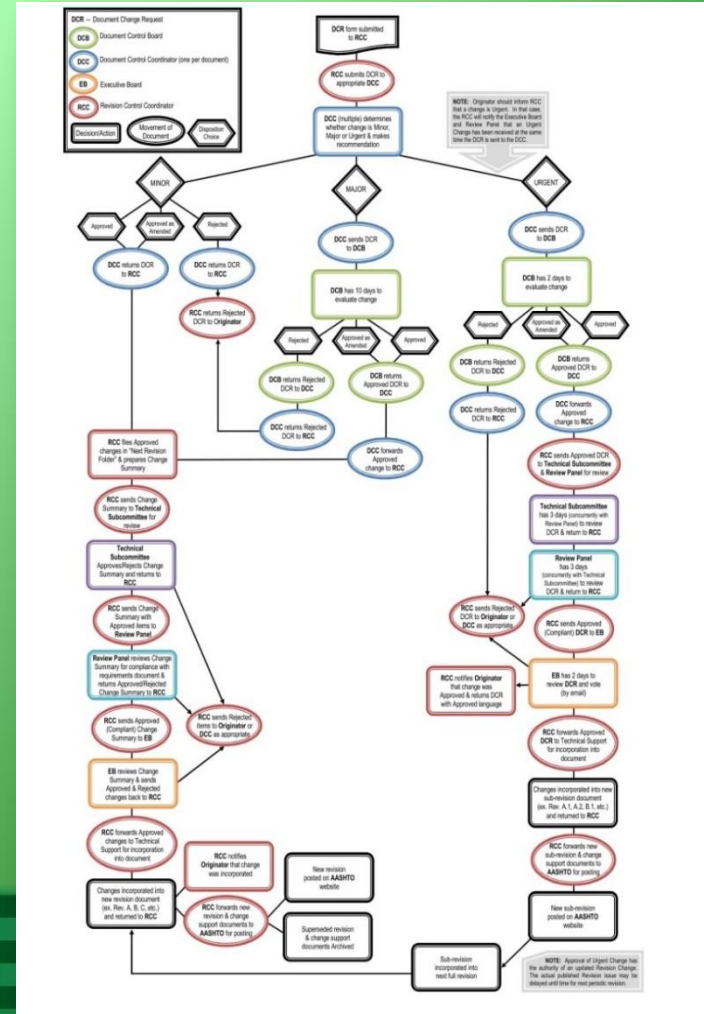 DCR — Document Change Request
DCB Document Control Board
DCC Document Control Coordinator (one per document)
EB Executive Board
RCC Revision Control Coordinator
Decision/Action
Movement of
Document
Disposition
Choice
DCR form submitted
to RCC
RCC submits DCR to
appropriate DCC
DCC (multiple) determines
whether change is Minor,
Major or Urgent & makes
recommendation
NOTE: Originator should inform RCC
that a change is Urgent. In that case,
the RCC will notify the Executive Board
and Review Panel that an Urgent
Change has been received at the same
time the DCR is sent to the DCC.
MINOR
Approved
Approved as
Amended
Rejected
DCC returns DCR
to RCC
DCC returns DCR
to RCC
RCC returns Rejected
DCR to Originator
MAJOR
DCC sends DCR
to DCB
DCB has 10 days to
evaluate change
Rejected
Approved as
Amended
Approved
DCB returns Rejected
DCR to DCC
DCB returns
Approved DCR to
DCC
DCC returns Rejected
DCR to RCC
DCC forwards
Approved
change to RCC
URGENT
DCC sends DCR
to DCB
DCB has 2 days to
evaluate change
Rejected
Approved as
Amended
Approved
DCB returns Rejected
DCR to DCC
DCB returns
Approved DCR to
DCC
DCC returns Rejected
DCR to RCC
DCC forwards
Approved
change to RCC
RCC sends Approved DCR
to Technical Subcommittee
& Review Panel for review
Technical Subcommittee
has 3 days (concurrently with
Review Panel) to review
DCR & return to RCC
Review Panel
has 3 days
(concurrently with Technical
Subcommittee) to review
DCR & return to RCC
RCC sends Rejected
DCR to Originator or
DCC as appropriate
RCC sends Approved
(Compliant) DCR to EB
EB has 2 days to
review DCR and vote
(by email)
RCC notifies Originator
that change was
Approved & returns DCR
with Approved language
RCC forwards Approved
DCR to Technical Support
for incorporation into
document
Changes incorporated into new
sub-revision document
(ex. Rev. A.1, A.2, B.1, etc.)
and returned to RCC
RCC forwards new
sub-revision & change
support documents to
AASHTO for posting
New sub-revision
posted on AASHTO
website
Sub-revision
incorporated into
next full revision
NOTE: Approval of Urgent Change has
the authority of an updated Revision Change.
The actual published Revision issue may be
delayed until time for next periodic revision.
RCC files Approved
changes in "Next Revision
Folder" & prepares Change
Summary
RCC sends Change
Summary to Technical
Subcommittee for
review
Technical
Subcommittee
Approves/Rejects Change
Summary and returns to
RCC
RCC sends Change
Summary with
Approved items to
Review Panel
Review Panel reviews Change
Summary for compliance with
requirements document &
returns Approved/Rejected
Change Summary to RCC
RCC sends Approved
(Compliant) Change
Summary to EB
RCC sends Rejected
items to Originator or
DCC as appropriate
EB reviews Change
Summary & sends
Approved & Rejected
changes back to RCC
RCC forwards Approved
changes to Technical
Support for incorporation
into document
Changes incorporated into
new revision document
(ex. Rev. A, B, C, etc.)
and returned to RCC
RCC notifies
Originator that change
was incorporated
RCC forwards new
revision & change
support documents to
AASHTO for posting
New revision
posted on AASHTO
website
Superseded revision
& change support
documents Archived